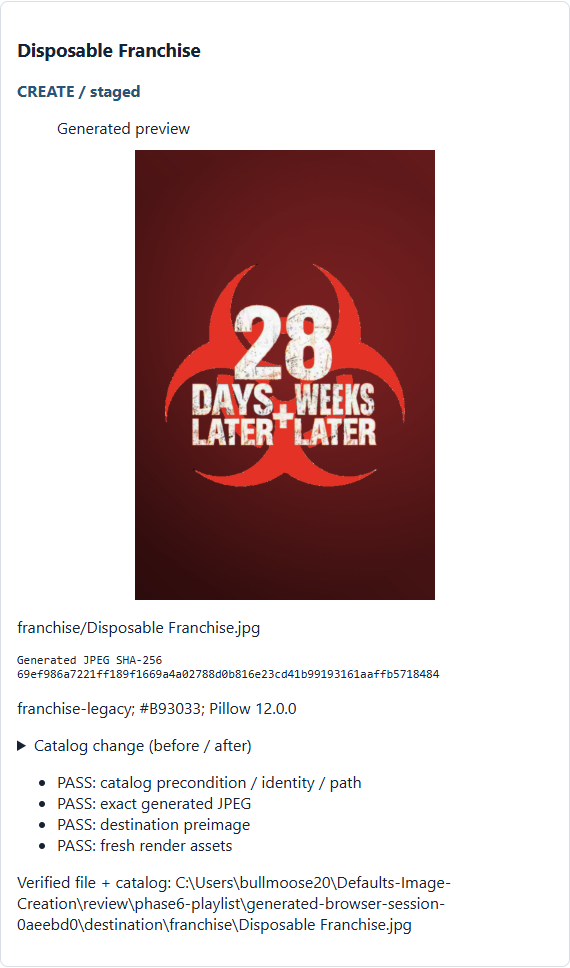 Disposable Franchise
CREATE / staged
Generated preview
28
DAYS WEEKS
LATER+LATER
franchise/Disposable Franchise.jpg
Generated JPEG SHA-256
69ef986a7221ff189f1669a4a02788d0b816e23cd41b99193161aaffb5718484
franchise-legacy; #B93033; Pillow 12.0.0
▶ Catalog change (before / after)
• PASS: catalog precondition / identity / path
• PASS: exact generated JPEG
• PASS: destination preimage
• PASS: fresh render assets
Verified file + catalog: C:\Users\bullmoose20\Defaults-Image-
Creation\review\phase6-playlist\generated-browser-session-
0aeebd0\destination\franchise\Disposable Franchise.jpg